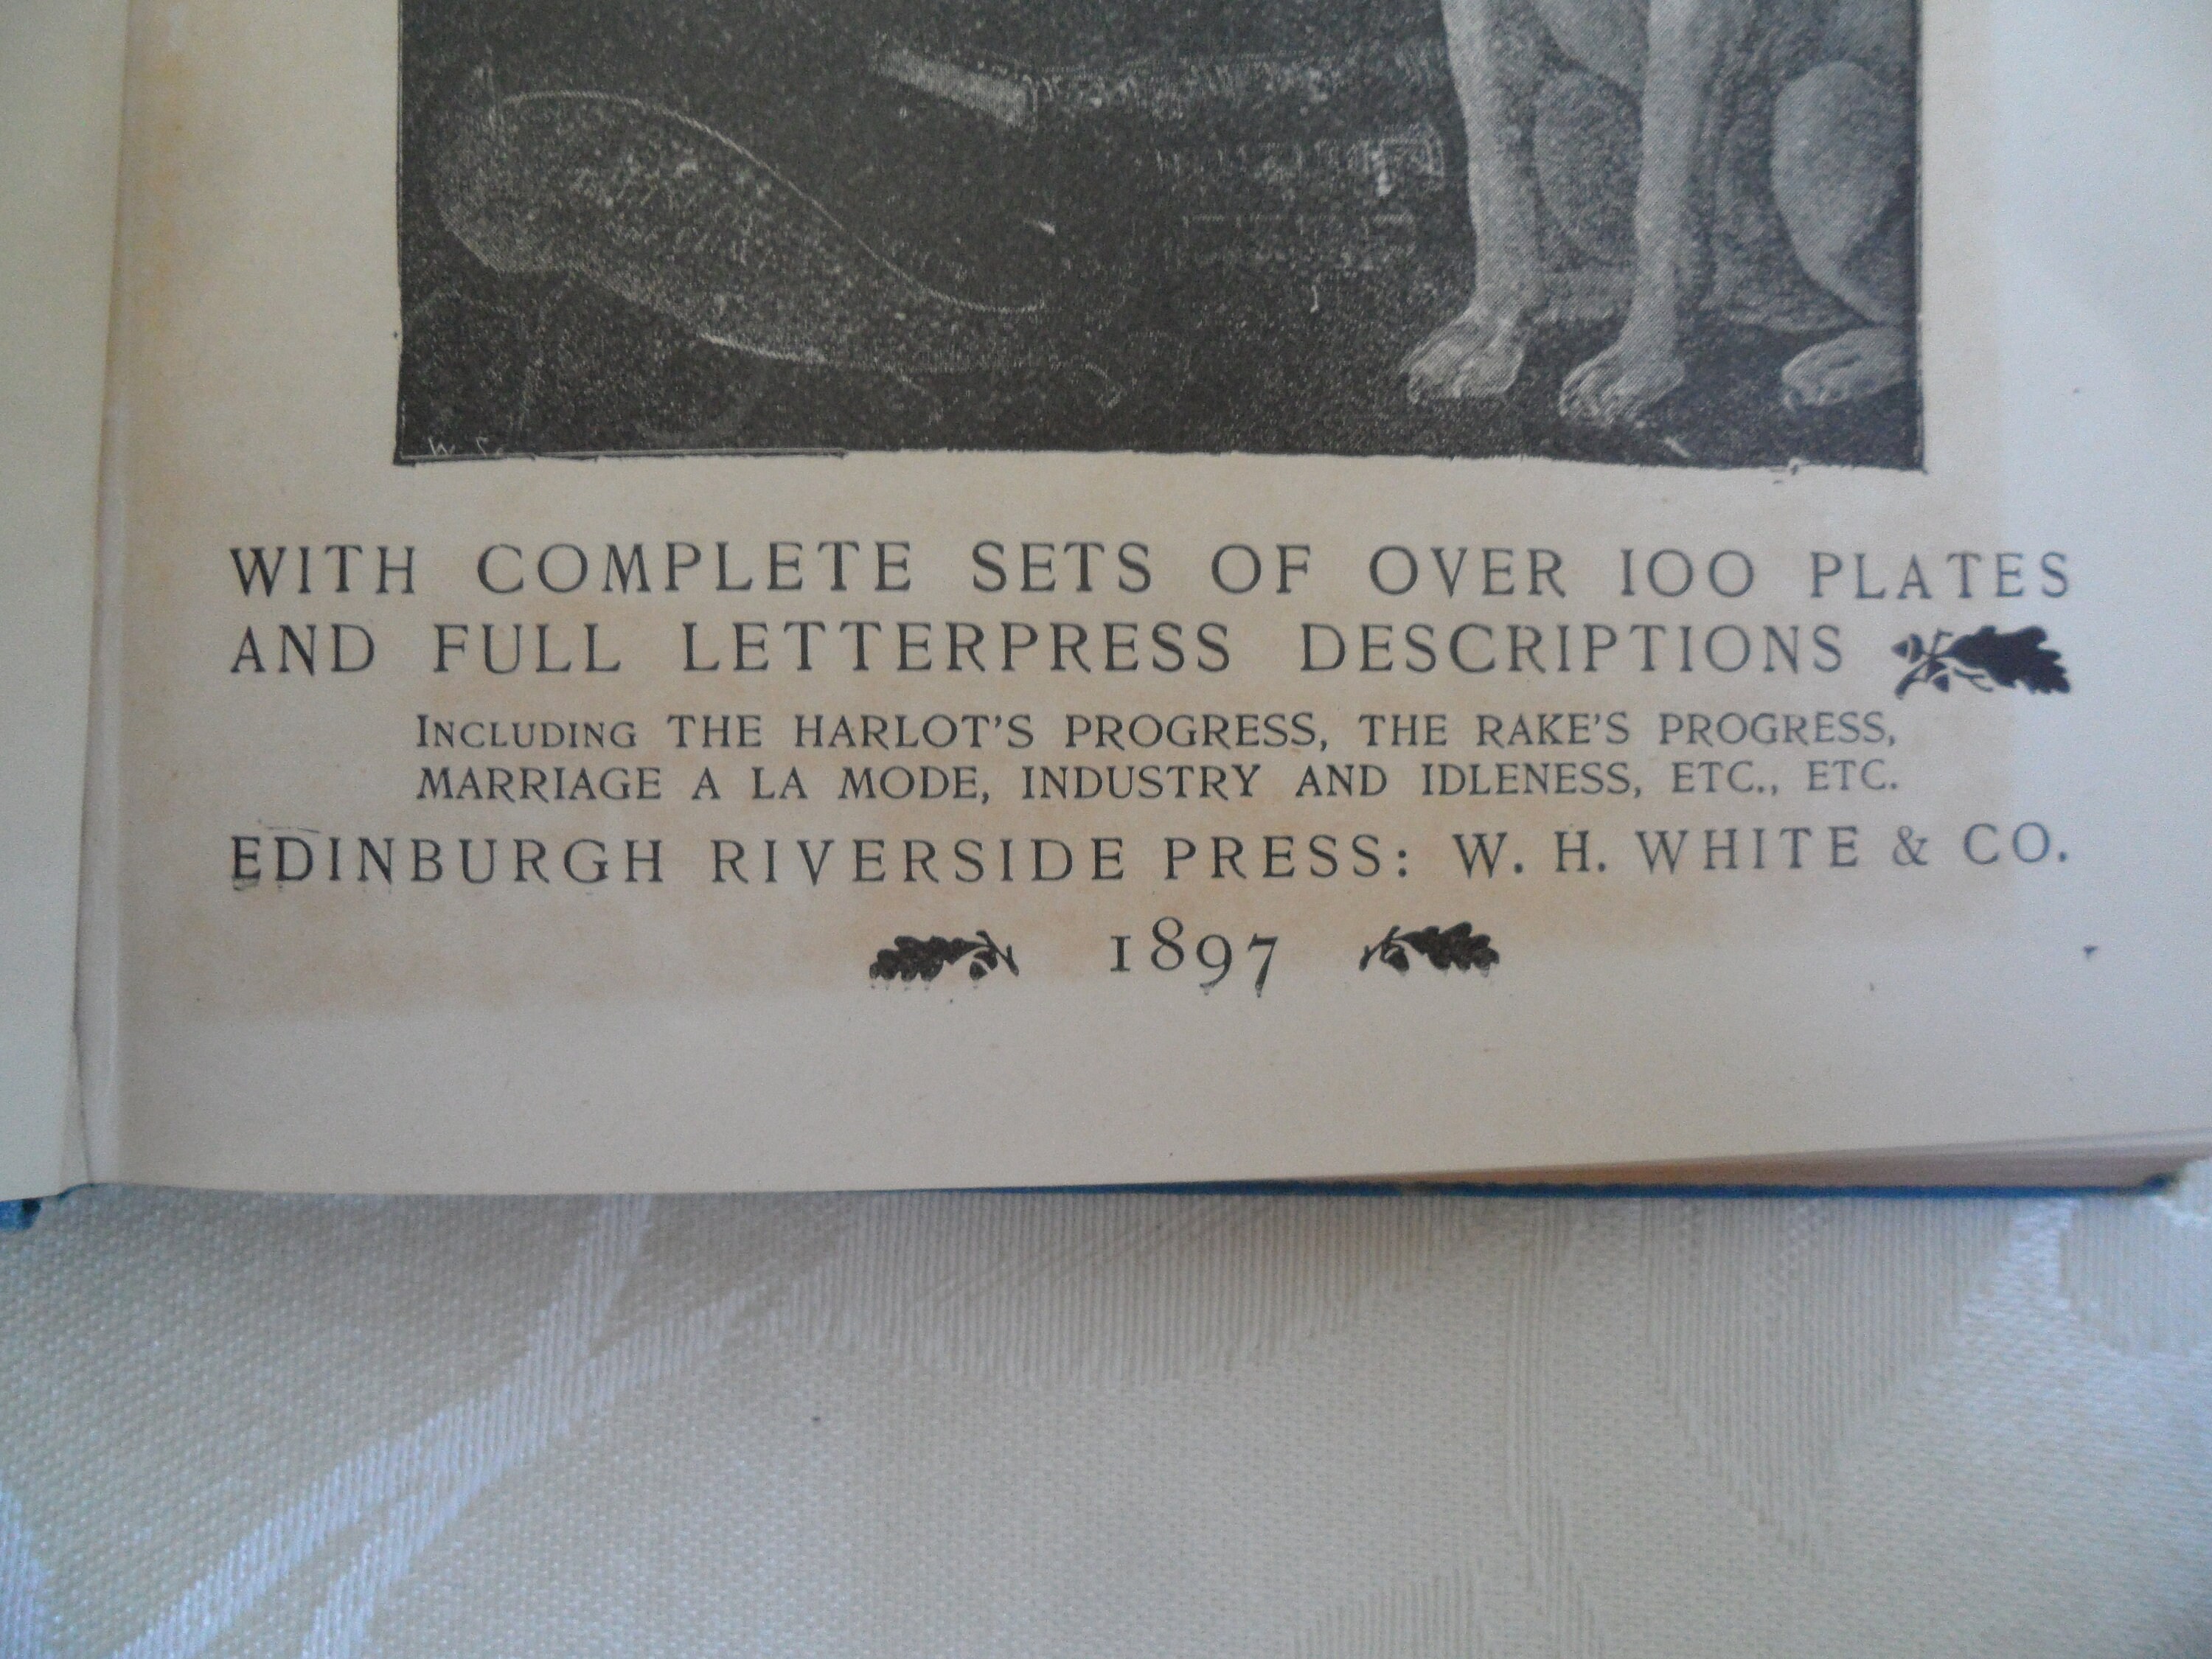 WITH COMPLETE SETS OF OVER 100 PLATES
AND FULL LETTERPRESS DESCRIPTIONS
INCLUDING THE HARLOT'S PROGRESS, THE RAKE'S PROGRESS,
MARRIAGE A LA MODE, INDUSTRY AND IDLENESS, ETC., ETC.
EDINBURGH RIVERSIDE PRESS: W. H. WHITE & CO.
1897